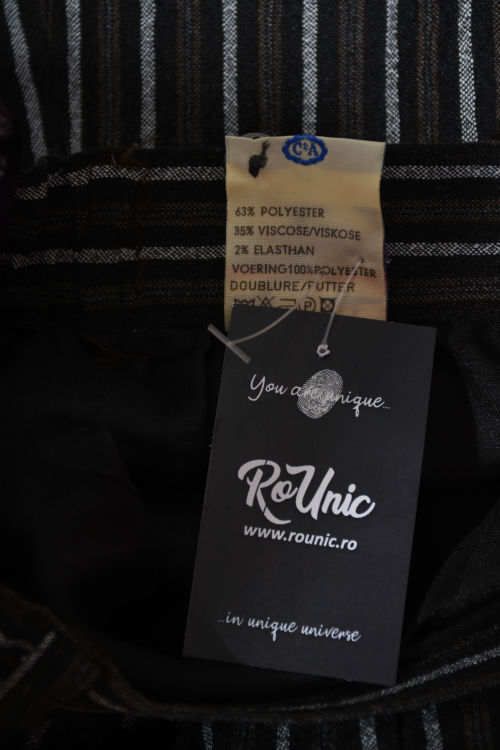 C&A
63% POLYESTER
35% VISCOSE/VISKOSE
2% ELASTHAN
VOERING100%POLYESTER
DOUBLURE/FUTTER
You are unique...
RoUnic
www.rounic.ro
...in unique universe